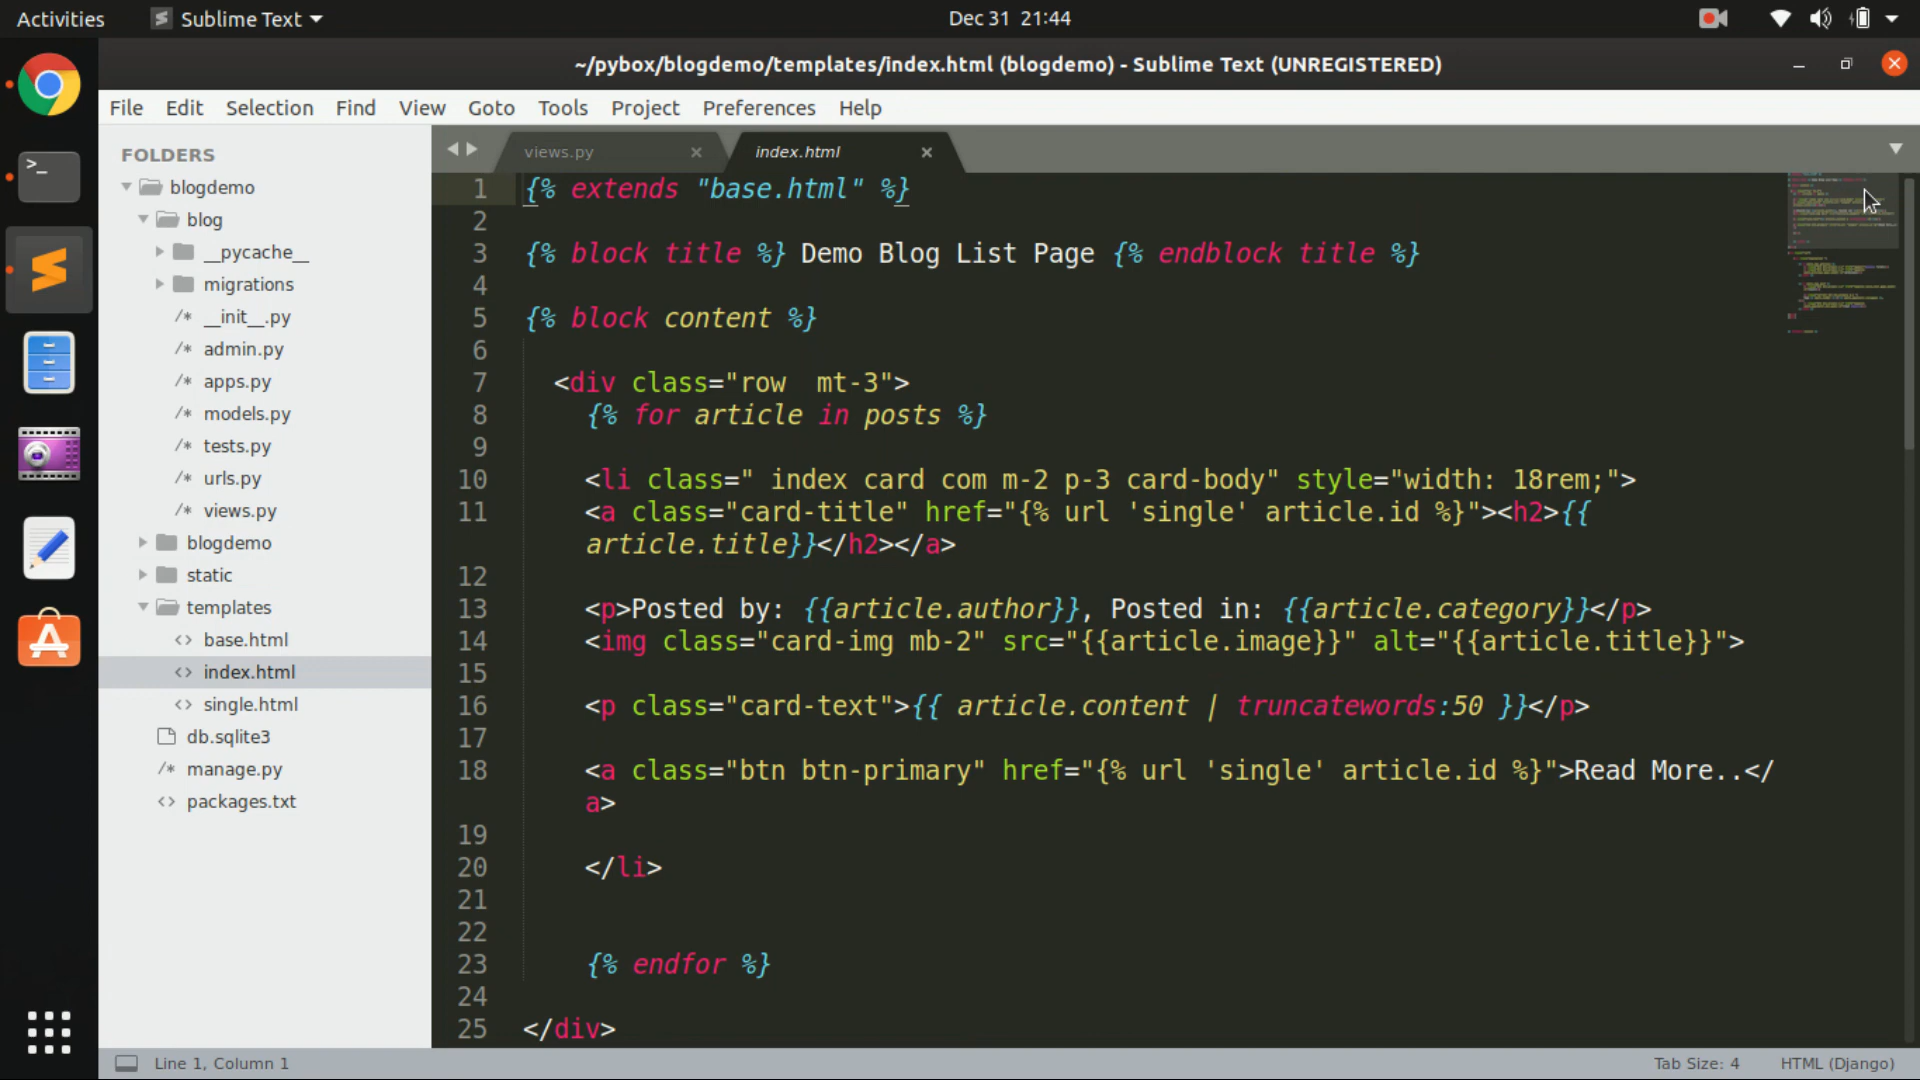 Activities Sublime Text Dec 31 21:44
~/pybox/blogdemo/templates/index.html (blogdemo) - Sublime Text (UNREGISTERED)
File Edit Selection Find View Goto Tools Project Preferences Help
FOLDERS
blogdemo
blog
__pycache__
migrations
/* __init__.py
/* admin.py
/* apps.py
/* models.py
/* tests.py
/* urls.py
/* views.py
blogdemo
static
templates
<> base.html
<> index.html
<> single.html
db.sqlite3
/* manage.py
<> packages.txt
views.py × index.html ×
1 {% extends "base.html" %}
2
3 {% block title %} Demo Blog List Page {% endblock title %}
4
5 {% block content %}
6
7 <div class="row  mt-3">
8 {% for article in posts %}
9
10 <li class=" index card com m-2 p-3 card-body" style="width: 18rem;">
11 <a class="card-title" href="{% url 'single' article.id %}"><h2>{{
article.title}}</h2></a>
12
13 <p>Posted by: {{article.author}}, Posted in: {{article.category}}</p>
14 <img class="card-img mb-2" src="{{article.image}}" alt="{{article.title}}">
15
16 <p class="card-text">{{ article.content | truncatewords:50 }}</p>
17
18 <a class="btn btn-primary" href="{% url 'single' article.id %}">Read More..</
a>
19
20 </li>
21
22
23 {% endfor %}
24
25 </div>
Line 1, Column 1 Tab Size: 4 HTML (Django)